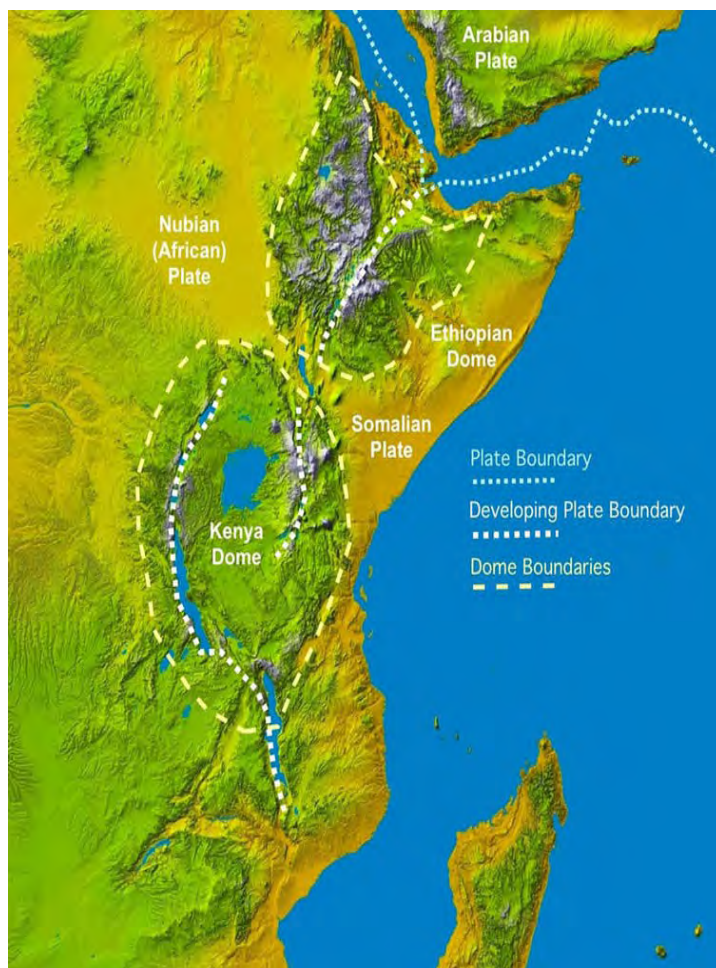 Arabian
Plate
Nubian
(African)
Plate
Ethiopian
Dome
Somalian
Plate
Plate Boundary
Developing Plate Boundary
Kenya
Dome
Dome Boundaries